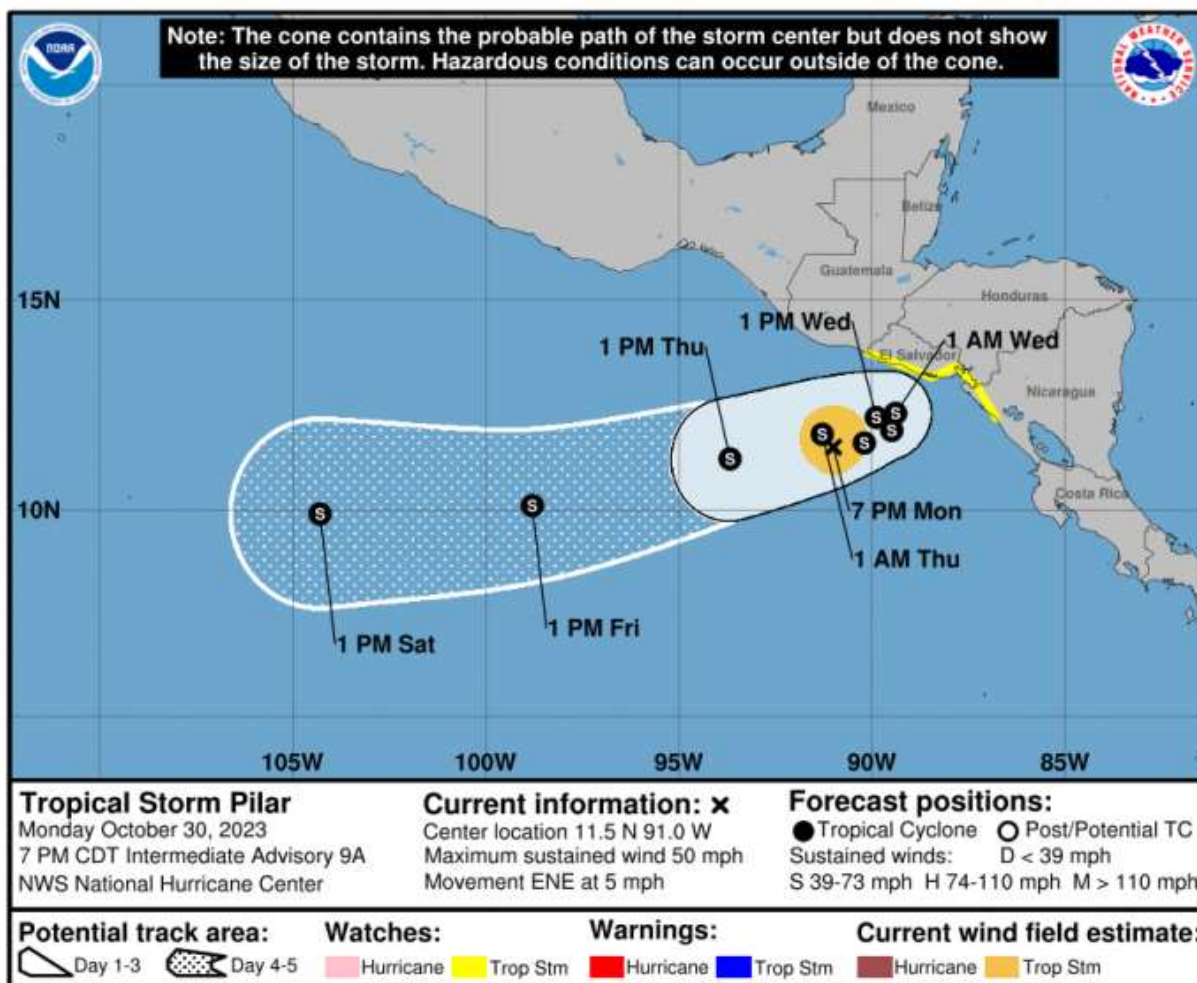 Note: The cone contains the probable path of the storm center but does not show
the size of the storm. Hazardous conditions can occur outside of the cone.
NOAA
NATIONAL WEATHER SERVICE
Mexico
Belize
Guatemala
15N
Honduras
1 PM Wed
1 AM Wed
1 PM Thu
El Salvador
Nicaragua
S
S
S
S
S
S
Costa Rica
10N
S
S
7 PM Mon
1 AM Thu
1 PM Fri
1 PM Sat
105W 100W 95W 90W 85W
Tropical Storm Pilar
Monday October 30, 2023
7 PM CDT Intermediate Advisory 9A
NWS National Hurricane Center
Current information: ×
Center location 11.5 N 91.0 W
Maximum sustained wind 50 mph
Movement ENE at 5 mph
Forecast positions:
Tropical Cyclone Post/Potential TC
Sustained winds: D < 39 mph
S 39-73 mph H 74-110 mph M > 110 mph
Potential track area:
Day 1-3 Day 4-5
Watches:
Hurricane Trop Stm
Warnings:
Hurricane Trop Stm
Current wind field estimate:
Hurricane Trop Stm